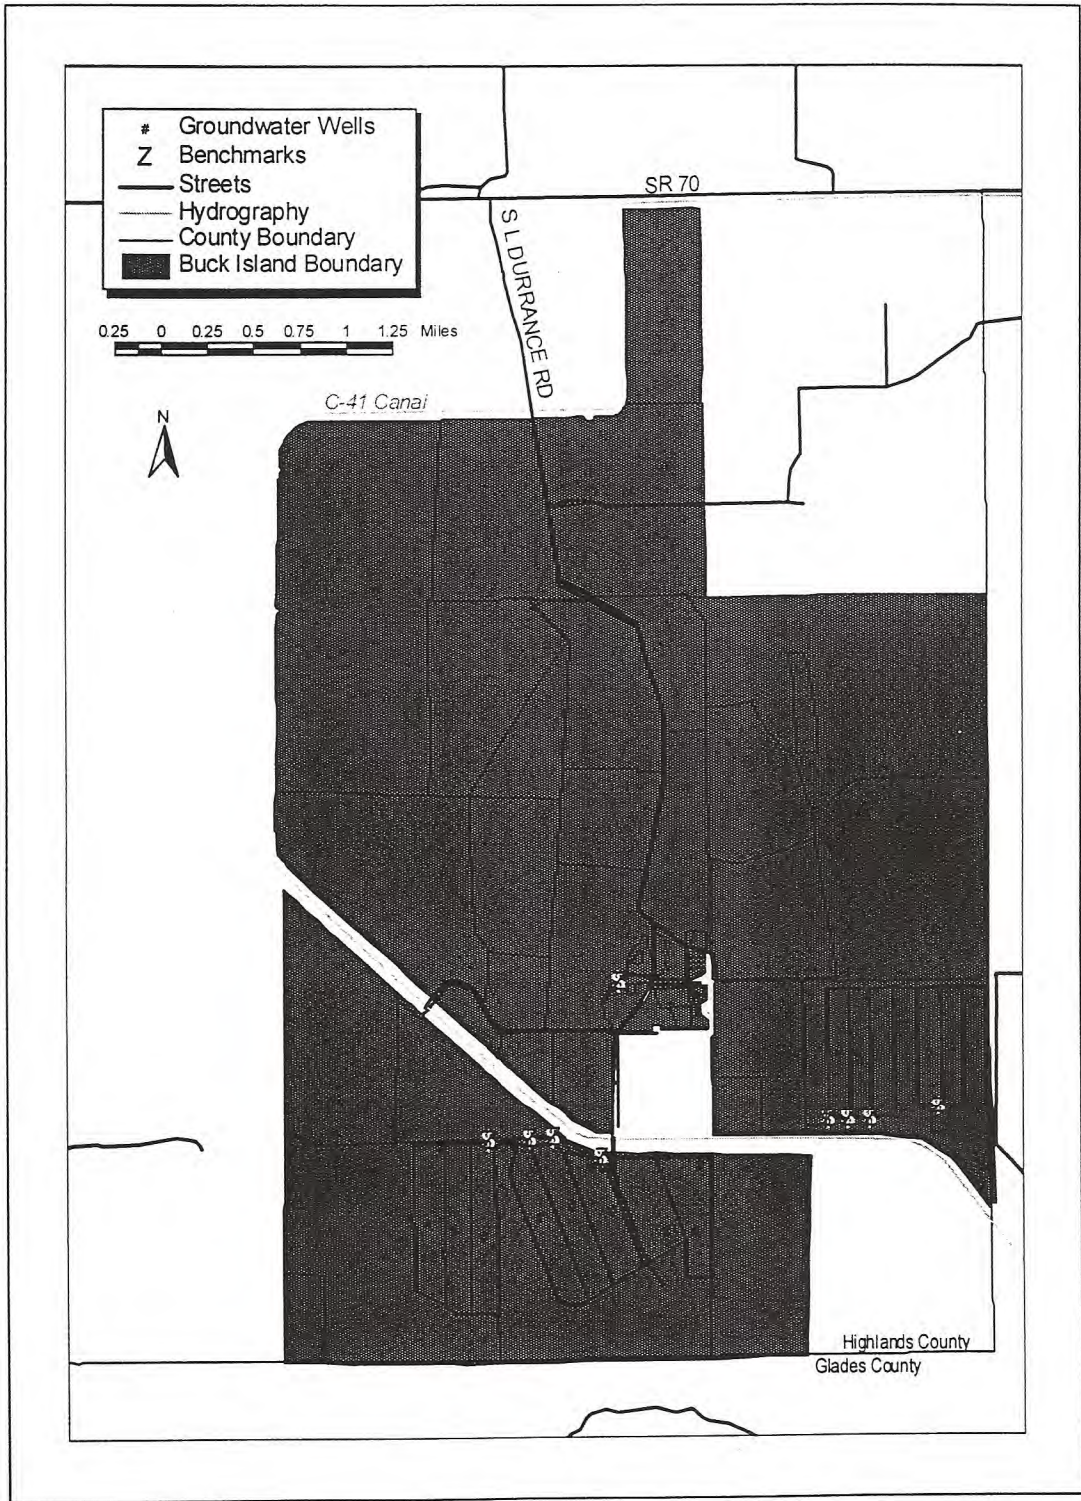 # Groundwater Wells
Z Benchmarks
Streets
Hydrography
County Boundary
Buck Island Boundary
0.25 0 0.25 0.5 0.75 1 1.25 Miles
N
SR 70
S L DURRANCE RD
C-41 Canal
Highlands County
Glades County